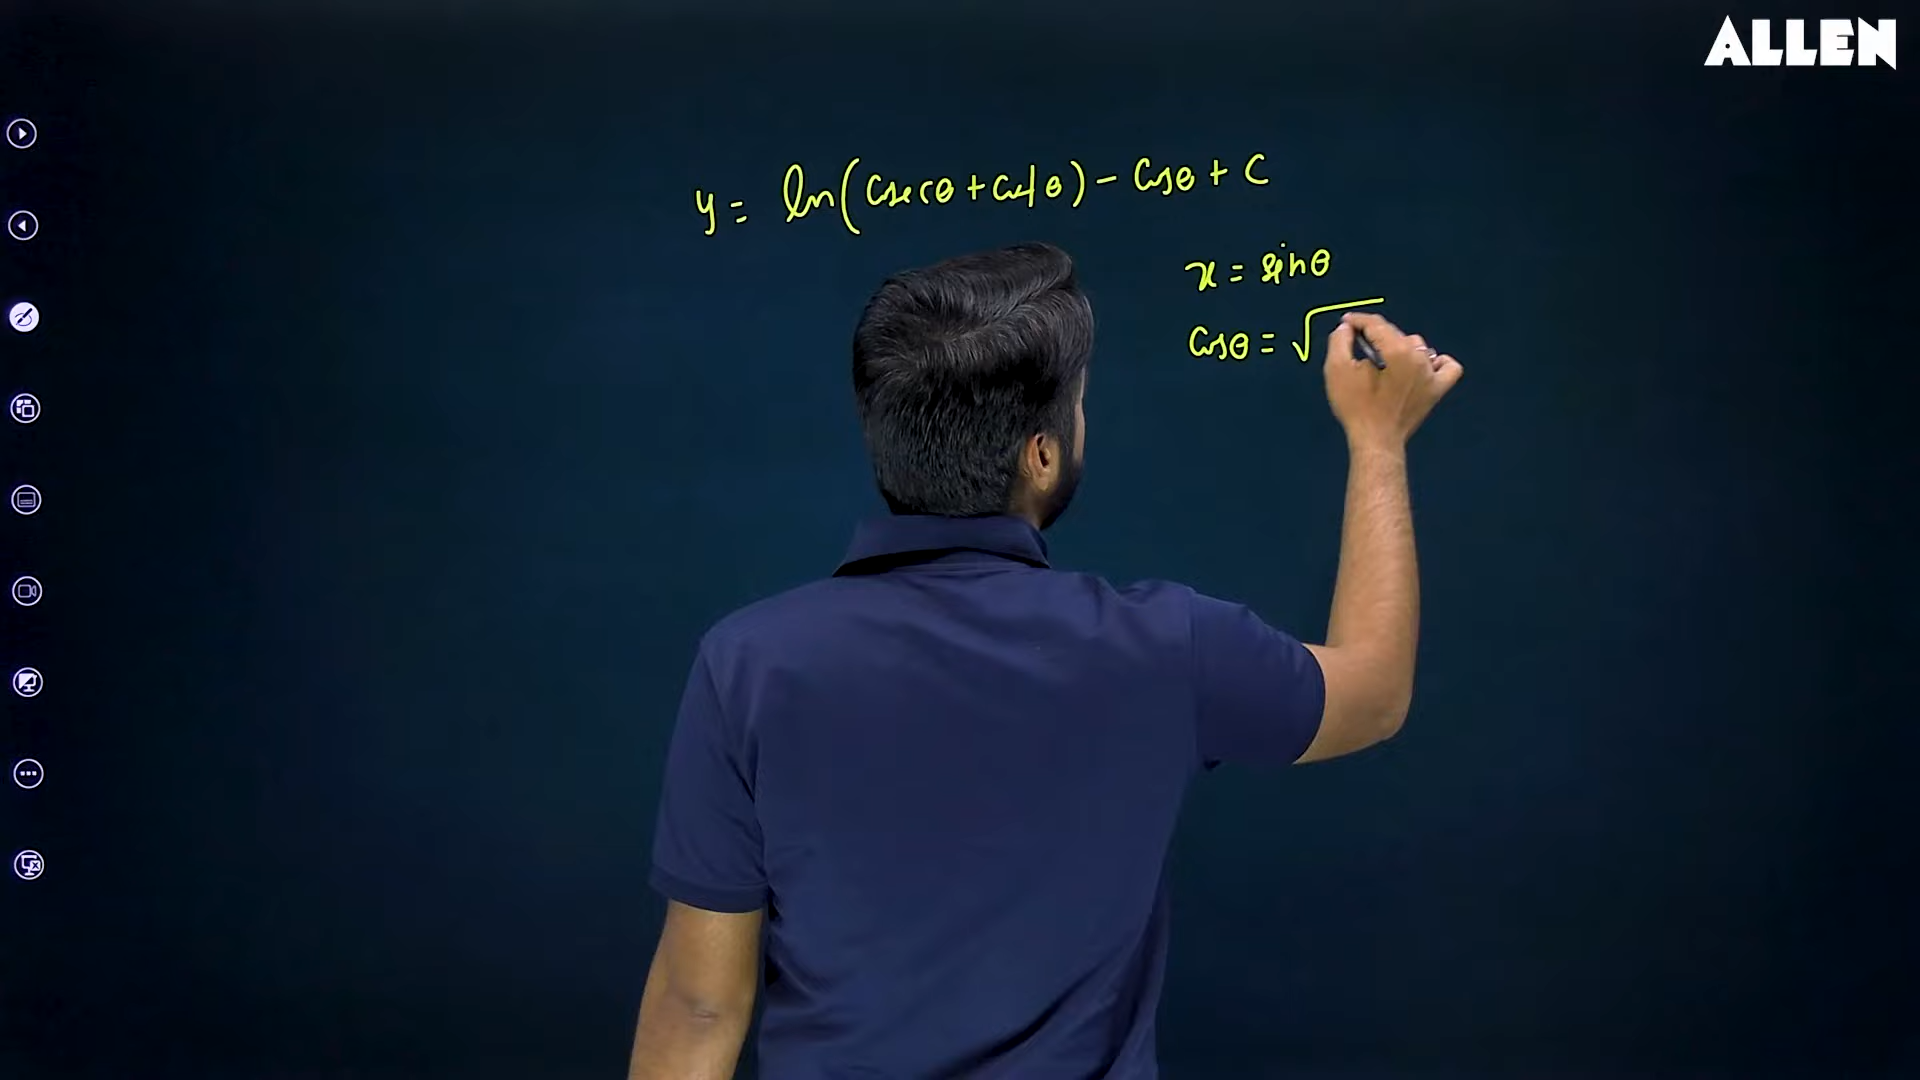 ALLEN
y = ln(cosecθ + cotθ) - cosθ + C
x = sinθ
cosθ = √